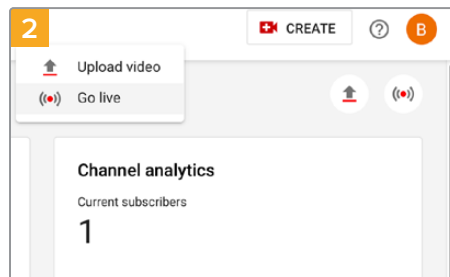 2
CREATE
B
Upload video
Go live
Channel analytics
Current subscribers
1